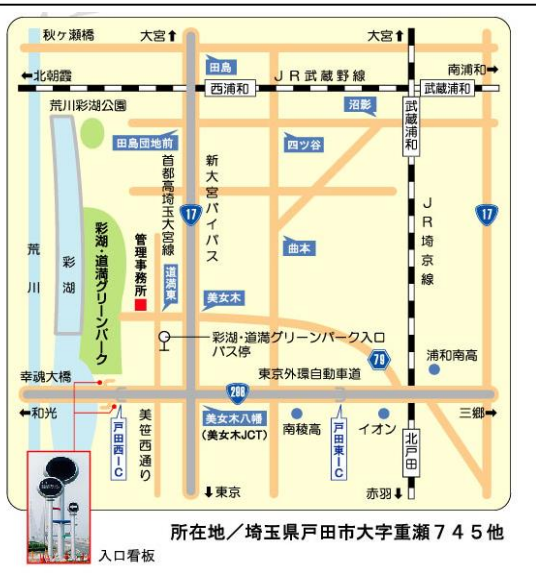 秋ヶ瀬橋
大宮↑
大宮↑
田島
←北朝霞
JR武蔵野線
南浦和→
西浦和
武蔵浦和
荒川彩湖公園
沼影
武蔵浦和
田島団地前
四ツ谷
首都高埼玉大宮線
新大宮バイパス
17
JR埼京線
17
荒川
彩湖
彩湖・道満グリーンパーク
管理事務所
道満東
曲本
美女木
彩湖・道満グリーンパーク入口
バス停
79
浦和南高
幸魂大橋
東京外環自動車道
298
←和光
戸田西IC
美笹西通り
美女木八幡
(美女木JCT)
南稜高
戸田東IC
イオン
北戸田
三郷→
↓東京
赤羽↓
所在地／埼玉県戸田市大字重瀬745他
入口看板